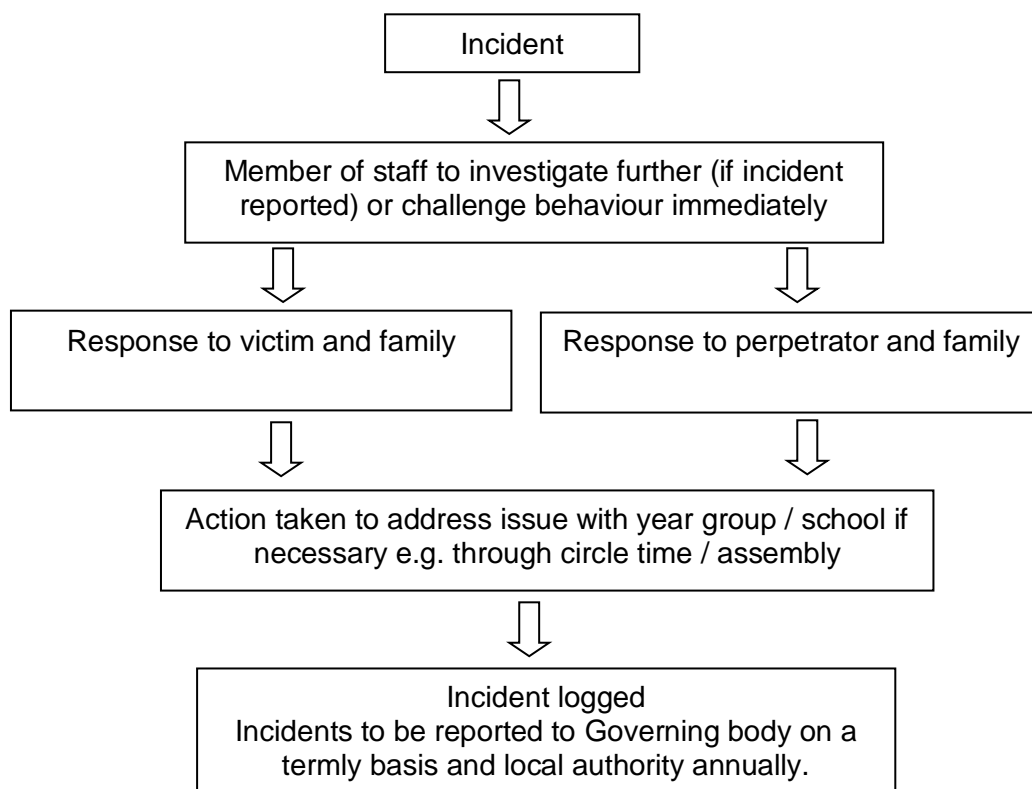 Incident
Member of staff to investigate further (if incident
reported) or challenge behaviour immediately
Response to victim and family
Response to perpetrator and family
Action taken to address issue with year group / school if
necessary e.g. through circle time / assembly
Incident logged
Incidents to be reported to Governing body on a
termly basis and local authority annually.